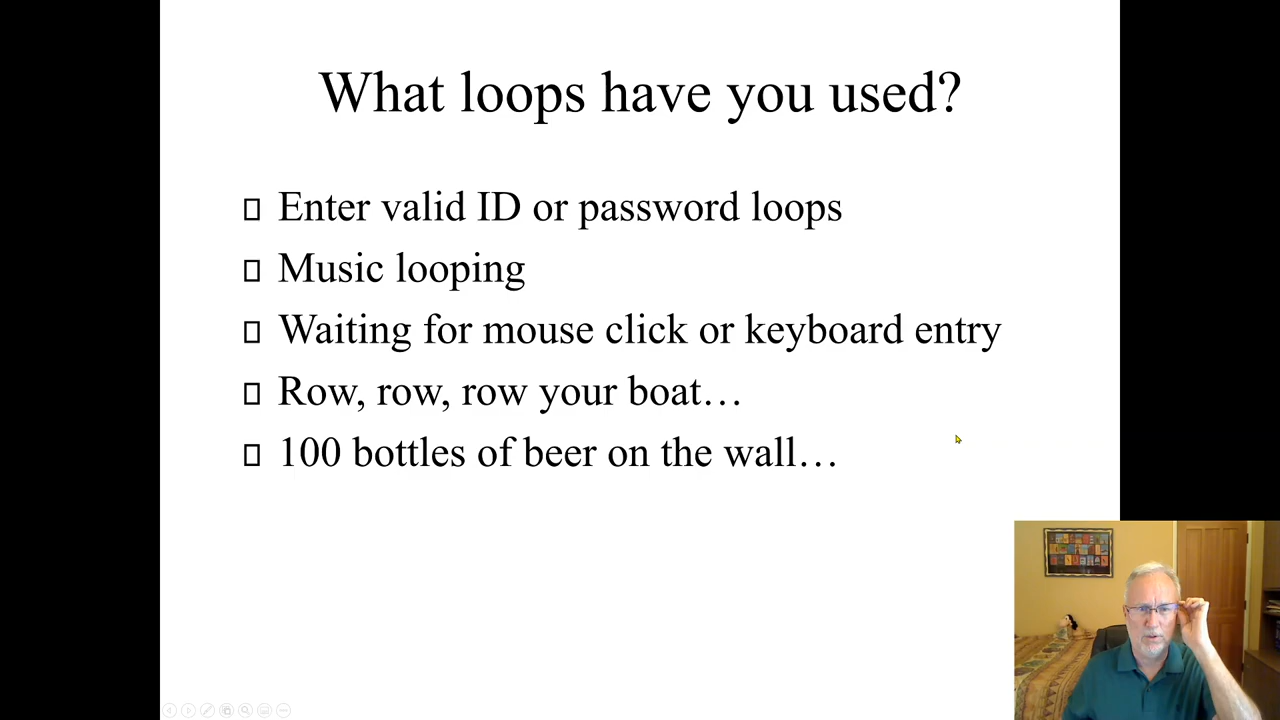 What loops have you used?
Enter valid ID or password loops
Music looping
Waiting for mouse click or keyboard entry
Row, row, row your boat…
100 bottles of beer on the wall…